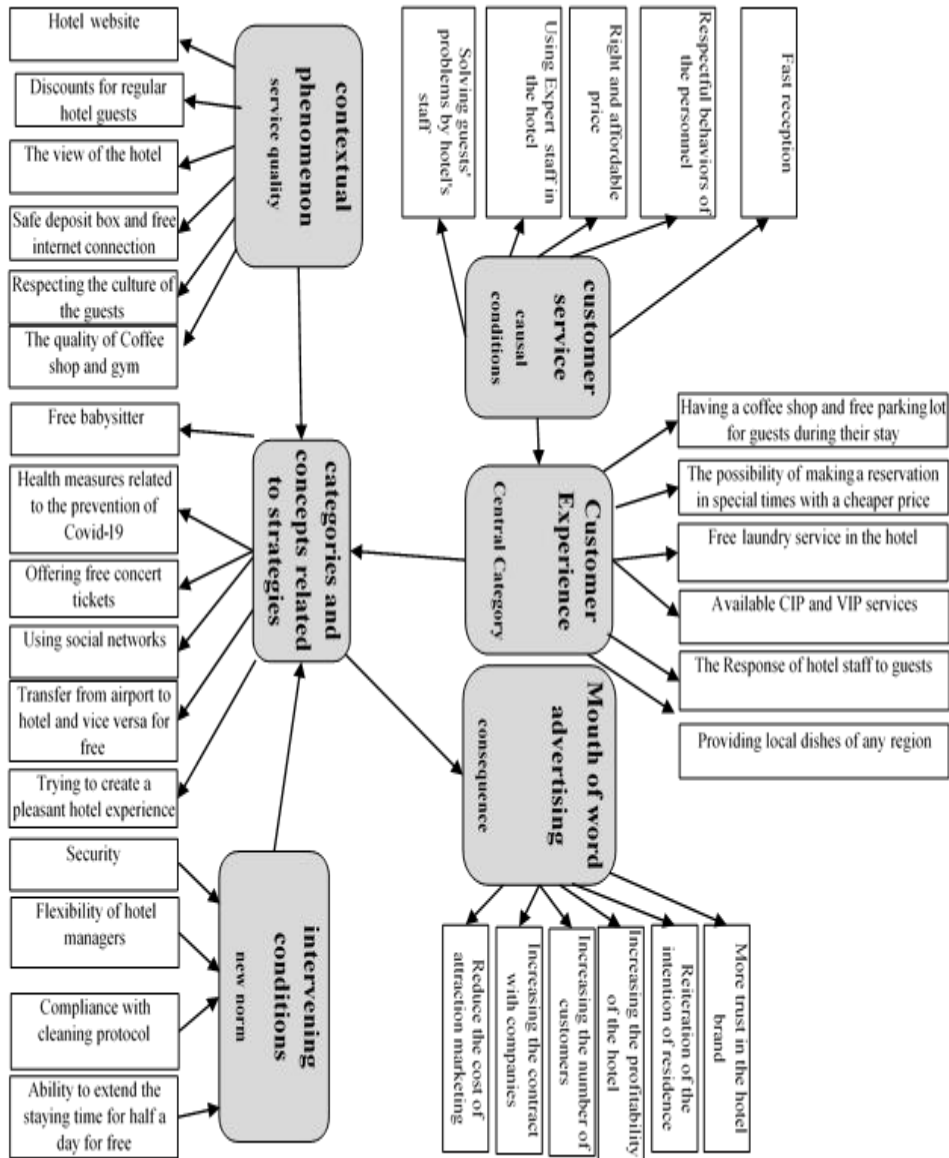 Hotel website
Discounts for regular
hotel guests
The view of the hotel
Safe deposit box and free
internet connection
Respecting the culture of
the guests
The quality of Coffee
shop and gym
contextual
phenomenon
service quality
Solving guests'
problems by hotel's
staff
Using Expert staff in
the hotel
Right and affordable
price
Respectful behaviors of
the personnel
Fast reception
customer
service
causal
conditions
Free babysitter
Health measures related
to the prevention of
Covid-19
Offering free concert
tickets
Using social networks
Transfer from airport to
hotel and vice versa for
free
Trying to create a
pleasant hotel experience
categories and
concepts related
to strategies
Customer
Experience
Central Category
Having a coffee shop and free parking lot
for guests during their stay
The possibility of making a reservation
in special times with a cheaper price
Free laundry service in the hotel
Available CIP and VIP services
The Response of hotel staff to guests
Providing local dishes of any region
Mouth of word
advertising
consequence
Security
Flexibility of hotel
managers
Compliance with
cleaning protocol
Ability to extend the
staying time for half a
day for free
intervening
conditions
new norm
Reduce the cost of
attraction marketing
Increasing the contract
with companies
Increasing the number of
customers
Increasing the profitability
of the hotel
Reiteration of the
intention of residence
More trust in the hotel
brand